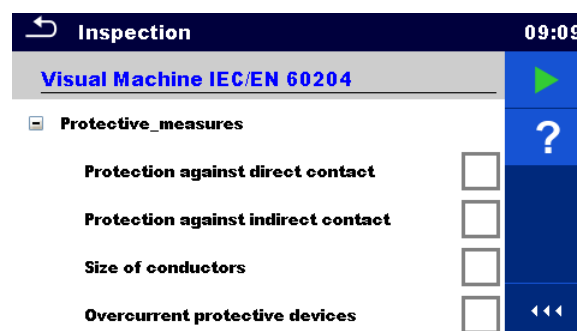 Inspection 09:09
Visual Machine IEC/EN 60204
Protective_measures
?
Protection against direct contact
Protection against indirect contact
Size of conductors
Overcurrent protective devices